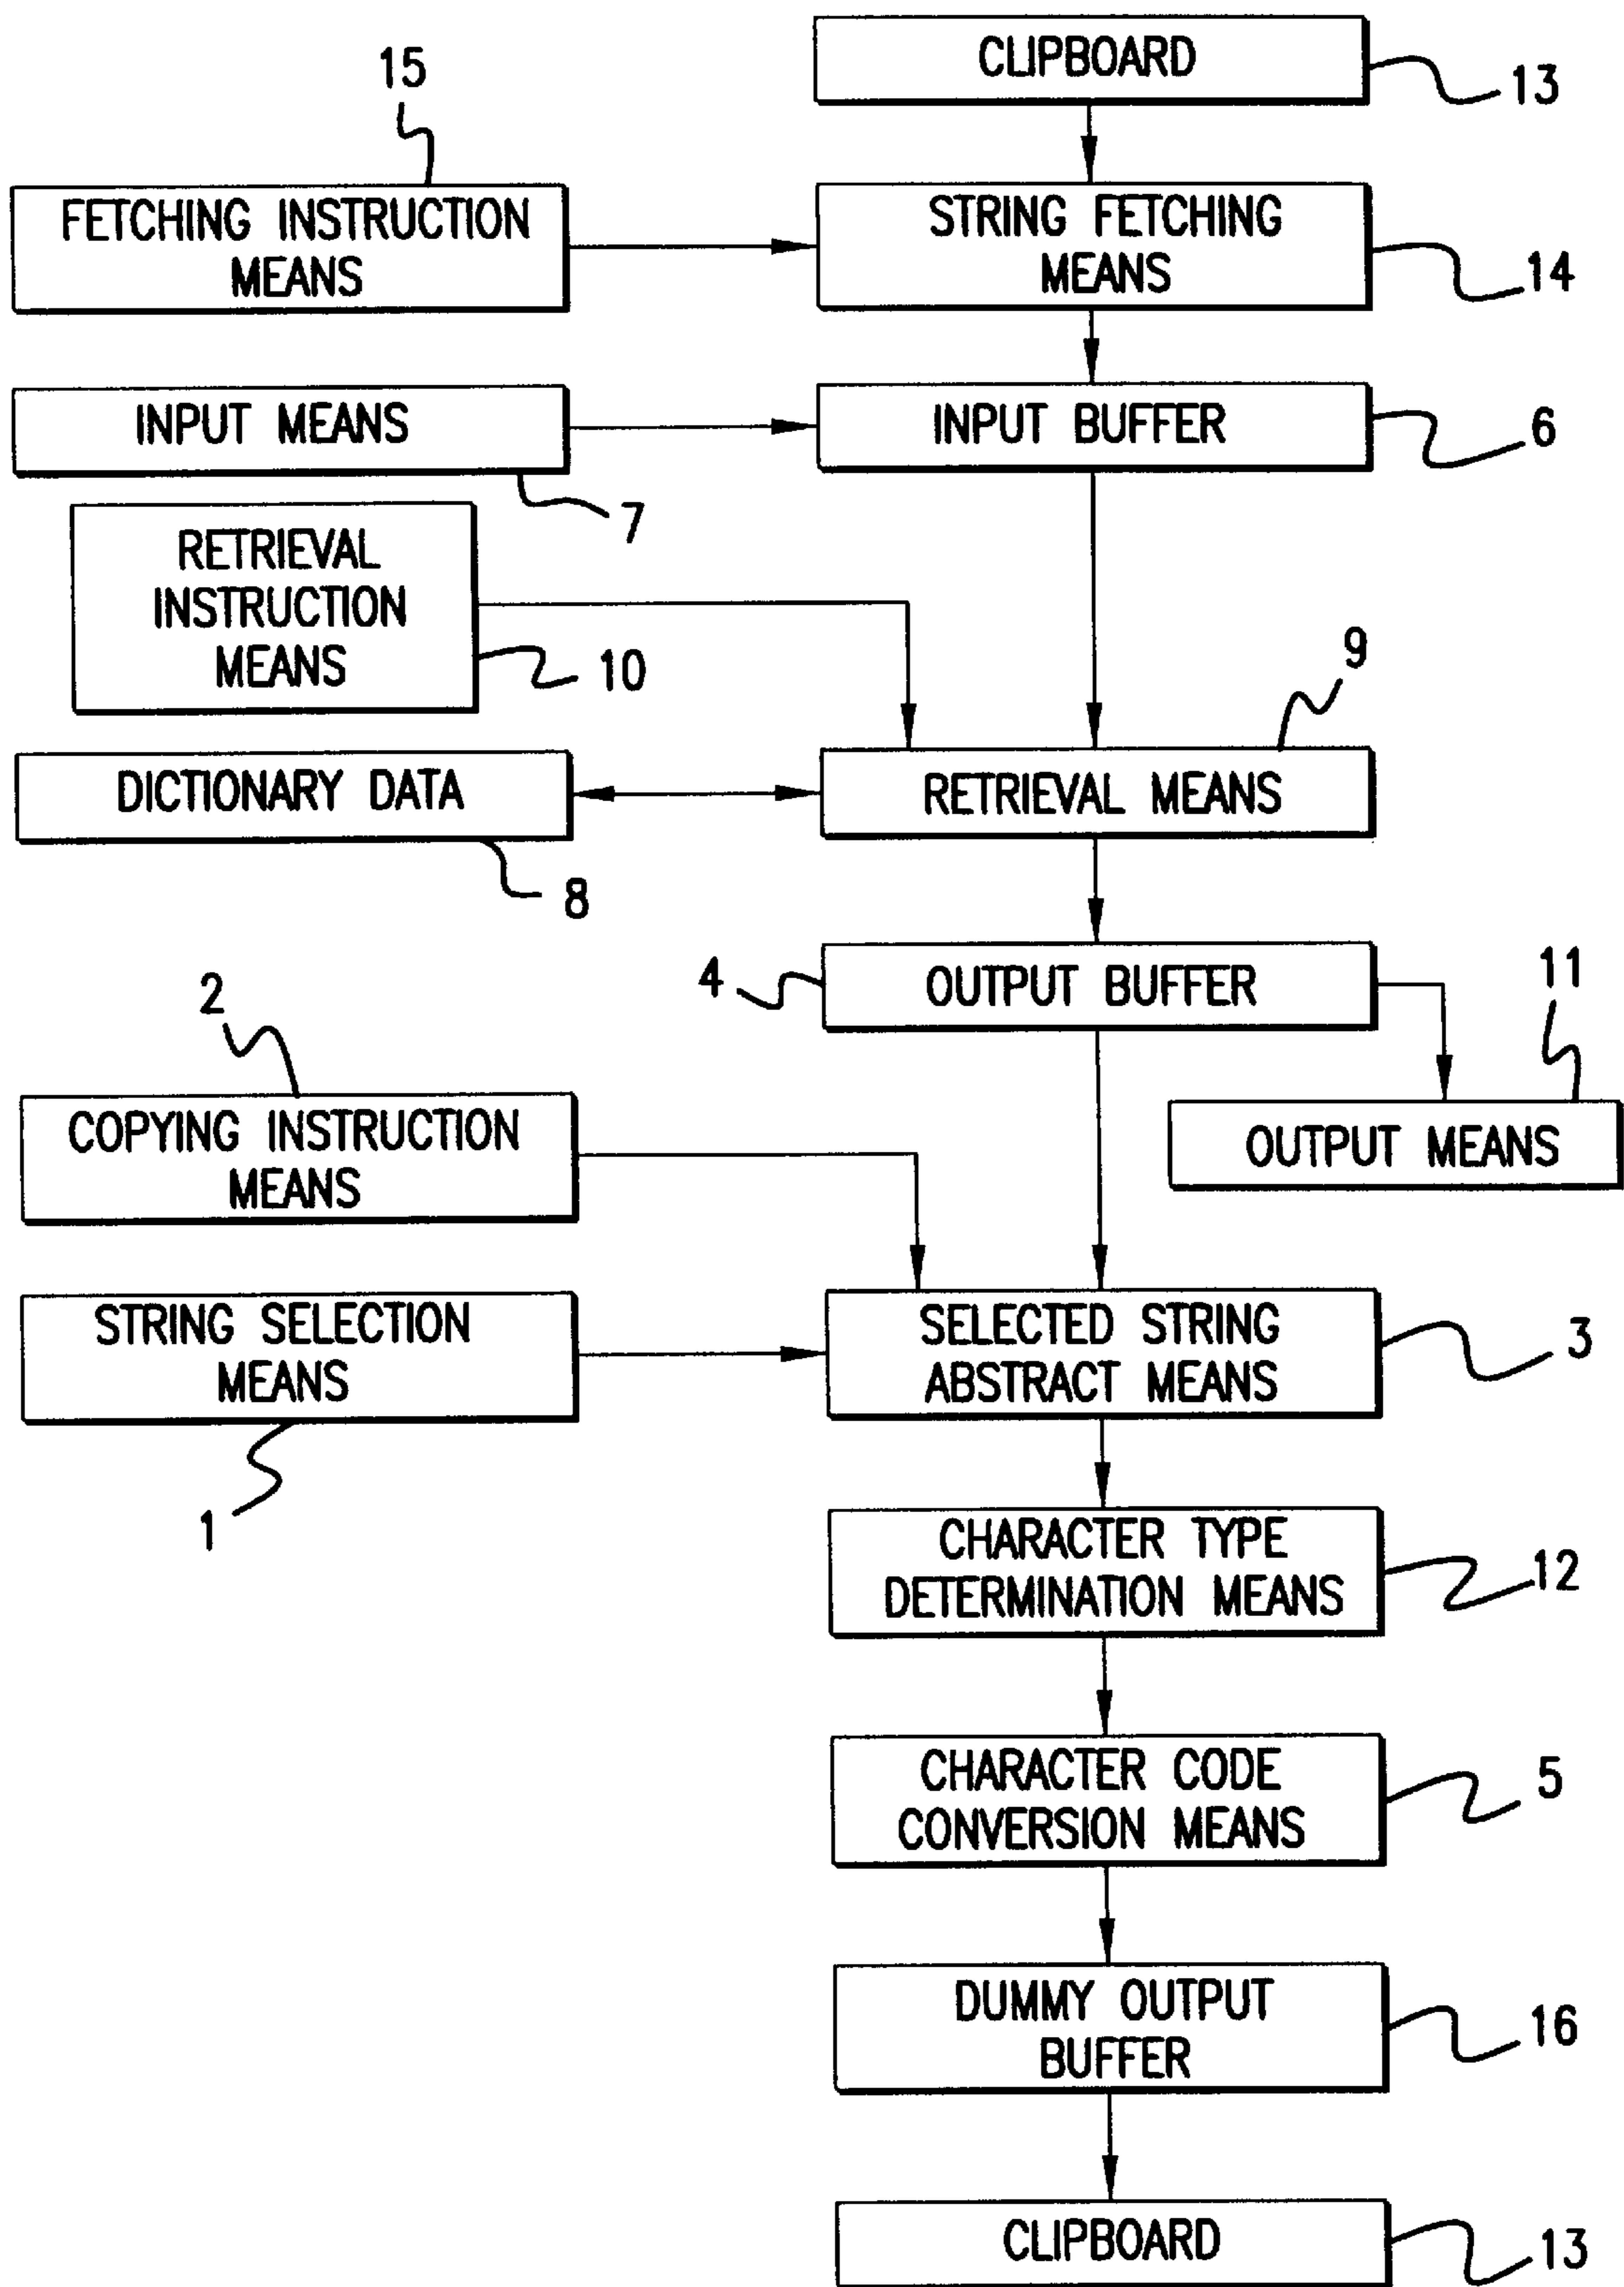 CLIPBOARD
13
15
FETCHING INSTRUCTION
MEANS
STRING FETCHING
MEANS
14
INPUT MEANS
7
INPUT BUFFER
6
RETRIEVAL
INSTRUCTION
MEANS
10
9
DICTIONARY DATA
8
RETRIEVAL MEANS
4
OUTPUT BUFFER
11
OUTPUT MEANS
2
COPYING INSTRUCTION
MEANS
STRING SELECTION
MEANS
1
SELECTED STRING
ABSTRACT MEANS
3
CHARACTER TYPE
DETERMINATION MEANS
12
CHARACTER CODE
CONVERSION MEANS
5
DUMMY OUTPUT
BUFFER
16
CLIPBOARD
13